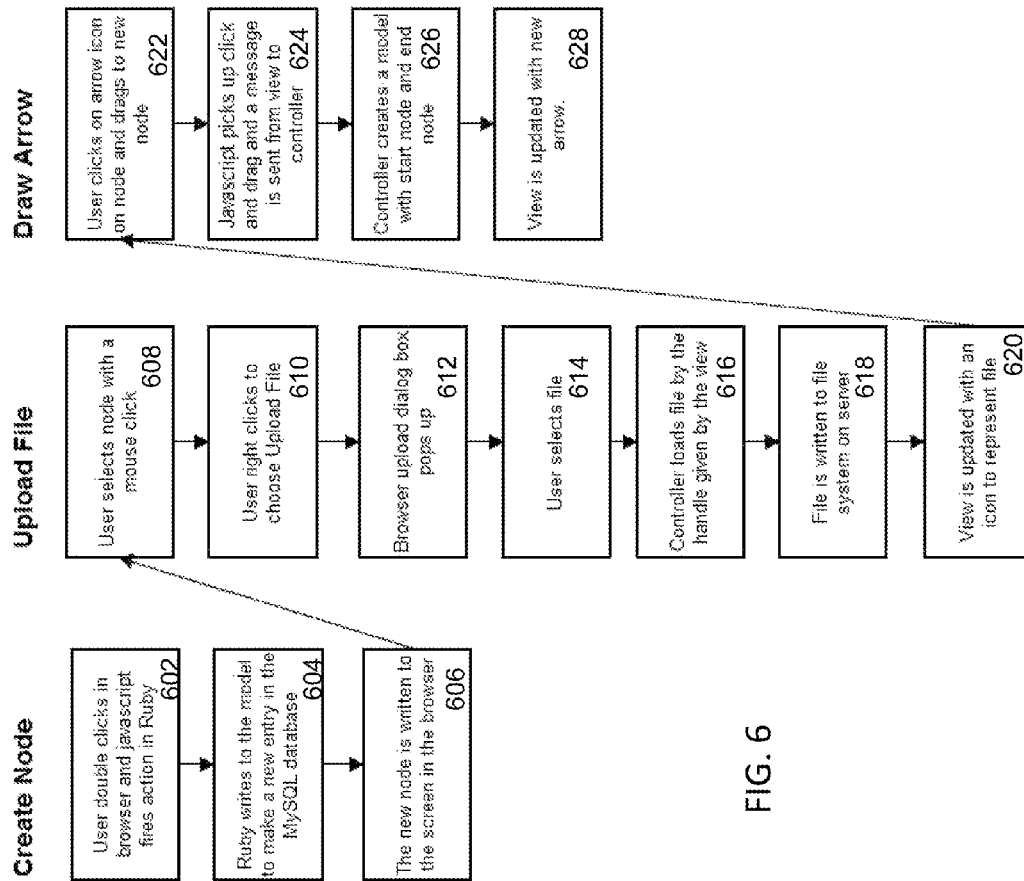 Create Node
User double clicks in
browser and javascript
fires action in Ruby
602
Ruby writes to the model
to make a new entry in the
MySQL database
604
The new node is written to
the screen in the browser
606
Upload File
User selects node with a
mouse click
608
User right clicks to
choose Upload File
610
Browser upload dialog box
pops up
612
User selects file
614
Controller loads file by the
handle given by the view
616
File is written to file
system on server
618
View is updated with an
icon to represent file
620
Draw Arrow
User clicks on arrow icon
on node and drags to new
node
622
Javascript picks up click
and drag and a message
is sent from view to
controller
624
Controller creates a model
with start node and end
node
626
View is updated with new
arrow.
628
FIG. 6